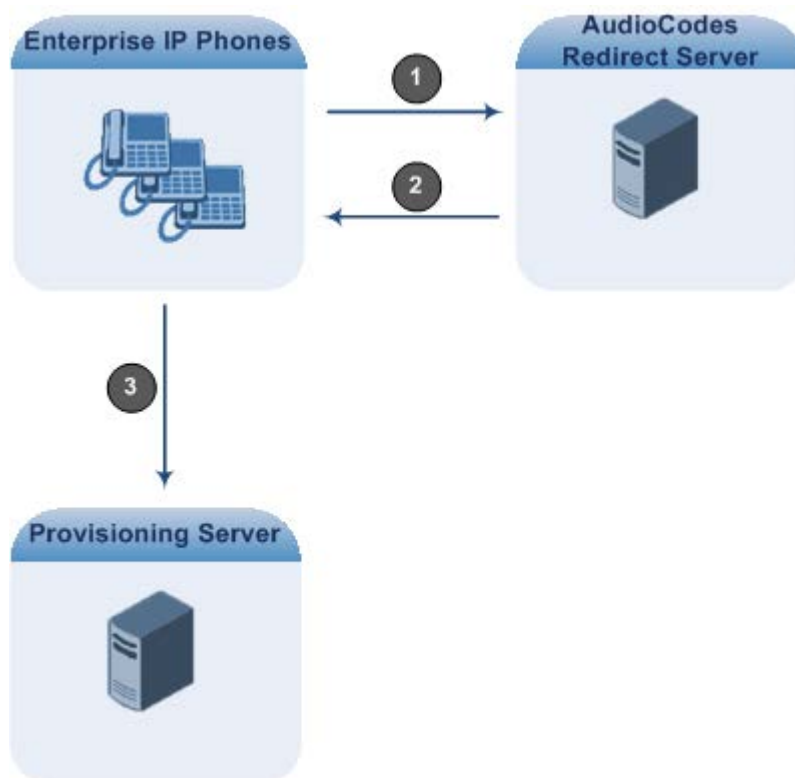 Enterprise IP Phones
AudioCodes
Redirect Server
1
2
3
Provisioning Server